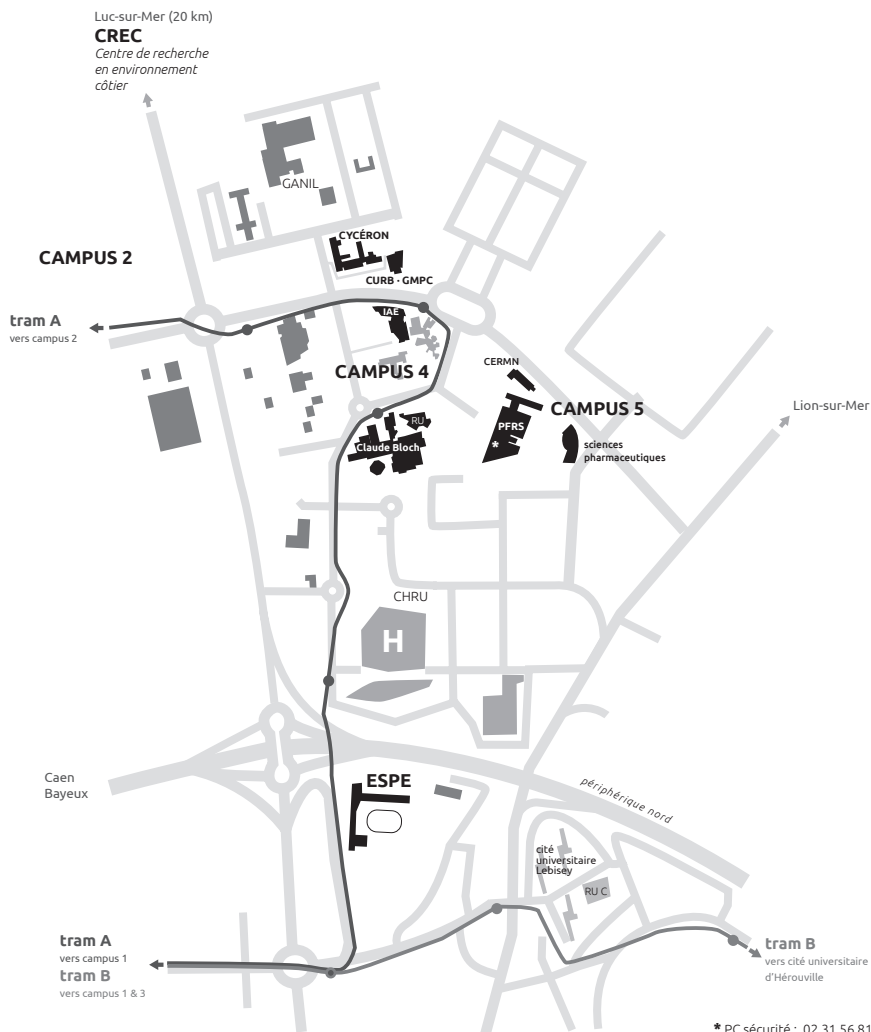 Luc-sur-Mer (20 km)
CREC
Centre de recherche
en environnement
côtier
GANIL
CYCÉRON
CAMPUS 2
CURB · GMPC
tram A
vers campus 2
IAE
CERMN
CAMPUS 4
CAMPUS 5
Lion-sur-Mer
RU
PFRS
*
Claude Bloch
sciences
pharmaceutiques
CHRU
H
Caen
Bayeux
ESPE
périphérique nord
cité
universitaire
Lebisey
RU C
tram A
vers campus 1
tram B
vers campus 1 & 3
tram B
vers cité universitaire
d'Hérouville
* PC sécurité : 02 31 56 81